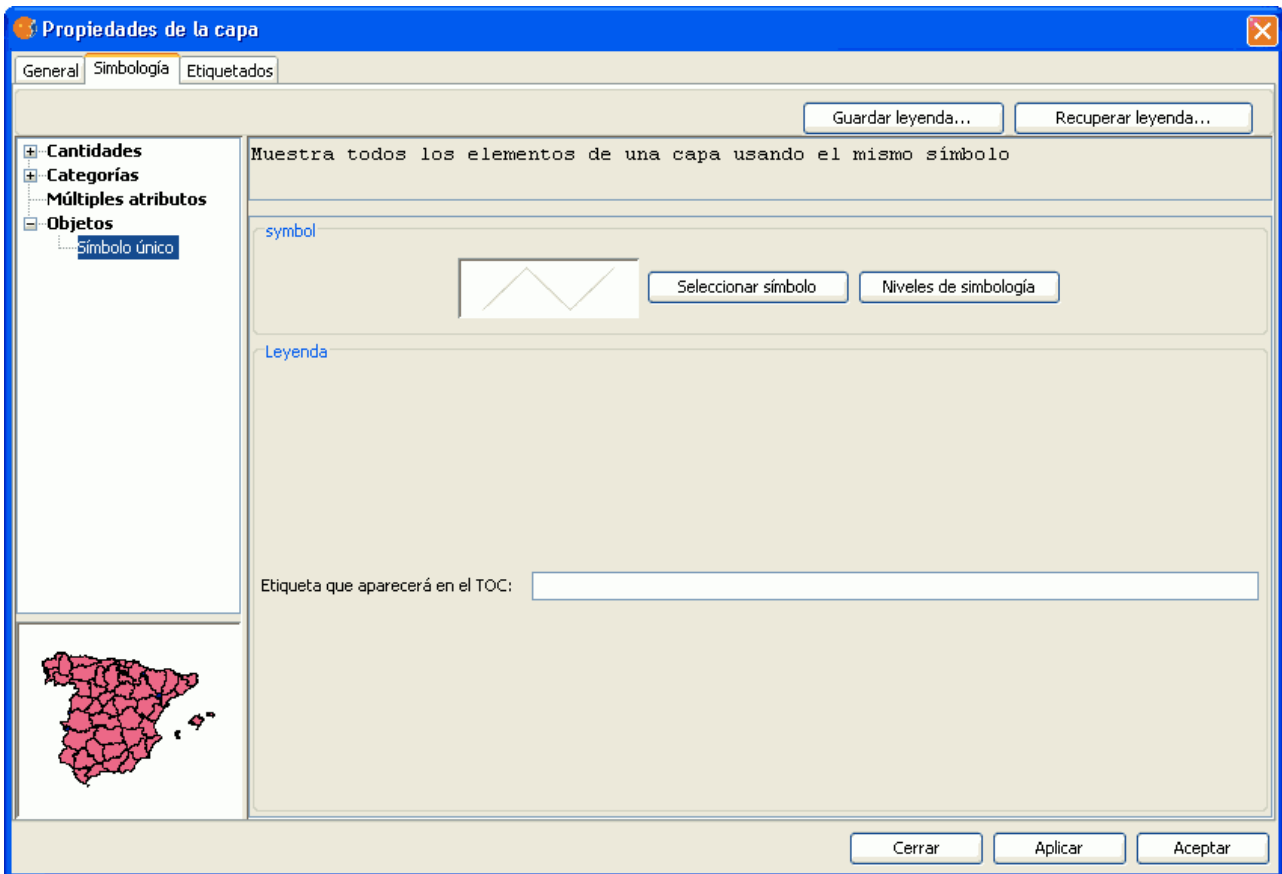 Propiedades de la capa
General Simbología Etiquetados
Guardar leyenda... Recuperar leyenda...
Cantidades
Categorías
Múltiples atributos
Objetos
Símbolo único
Muestra todos los elementos de una capa usando el mismo símbolo
symbol
Seleccionar símbolo Niveles de simbología
Leyenda
Etiqueta que aparecerá en el TOC:
Cerrar Aplicar Aceptar